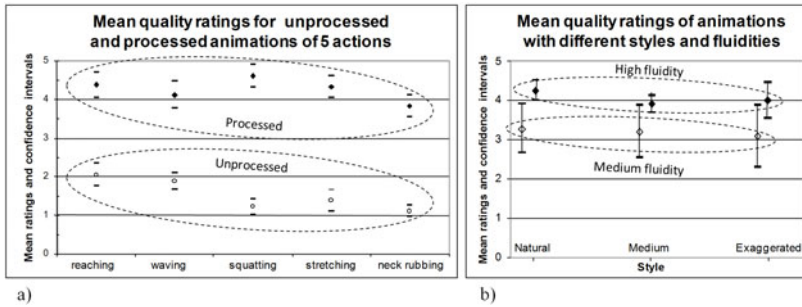 Mean quality ratings for unprocessed
and processed animations of 5 actions
Mean ratings and confidence intervals
5
4
3
2
1
0
Processed
Unprocessed
reaching waving squatting stretching neck rubbing
a)
Mean quality ratings of animations
with different styles and fluidities
Mean ratings and confidence intervals
5
4
3
2
1
0
High fluidity
Medium fluidity
Natural Medium Exaggerated
Style
b)